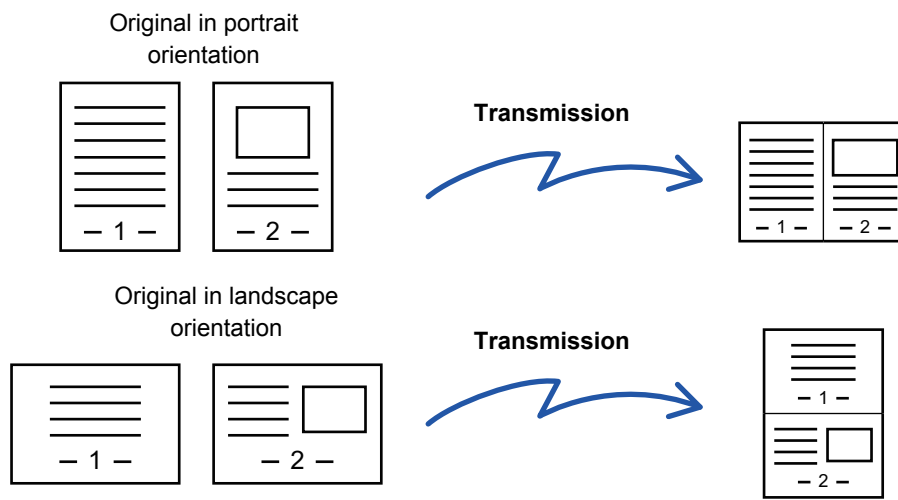 Original in portrait
orientation
Transmission
– 1 –
– 2 –
– 1 –
– 2 –
Original in landscape
orientation
Transmission
– 1 –
– 2 –
– 1 –
– 2 –